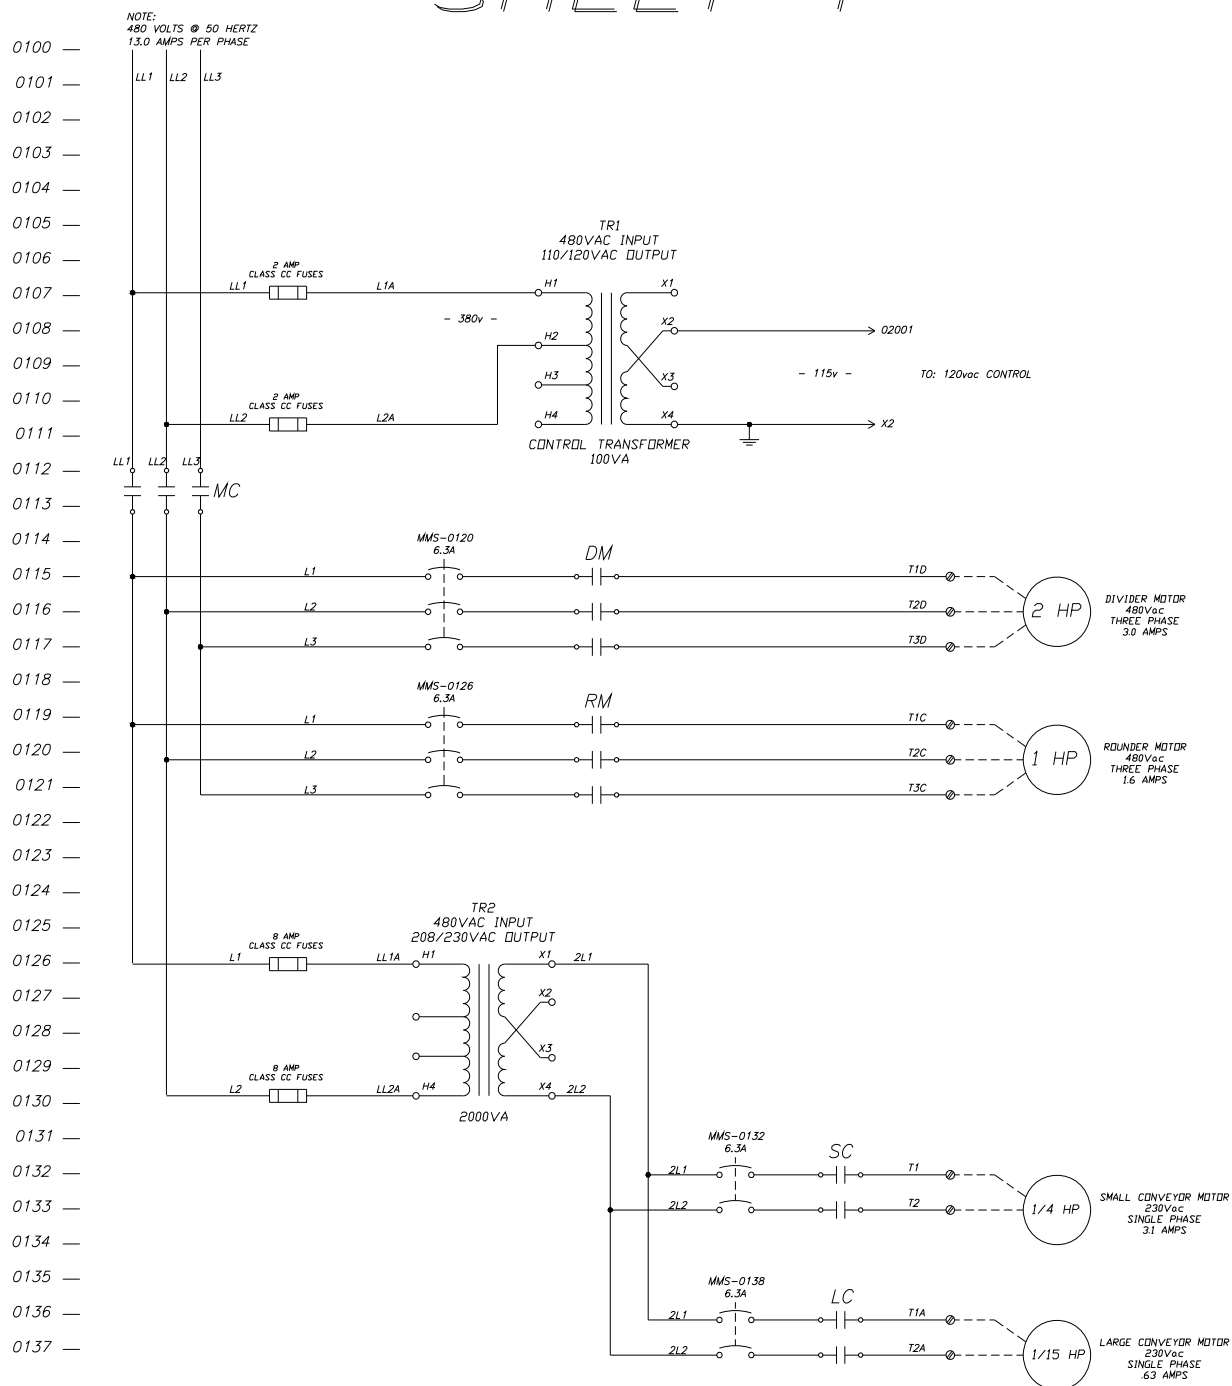 NOTE:
480 VOLTS @ 50 HERTZ
13.0 AMPS PER PHASE
0100
LL1 LL2 LL3
0101
0102
0103
0104
0105
TR1
480VAC INPUT
110/120VAC OUTPUT
0106
2 AMP
CLASS CC FUSES
0107
LL1 L1A H1 X1
- 380v -
0108
H2 X2 02001
0109
H3 X3
- 115v - TO: 120vac CONTROL
0110
2 AMP
CLASS CC FUSES
LL2 L2A H4 X4 X2
0111
CONTROL TRANSFORMER
100VA
LL1 LL2 LL3
0112
MC
0113
0114
MMS-0120
6.3A
DM
0115
L1 T1D
0116
L2 T2D
2 HP
DIVIDER MOTOR
480Vac
THREE PHASE
3.0 AMPS
0117
L3 T3D
0118
MMS-0126
6.3A
RM
0119
L1 T1C
0120
L2 T2C
1 HP
ROUNDER MOTOR
480Vac
THREE PHASE
1.6 AMPS
0121
L3 T3C
0122
0123
0124
0125
TR2
480VAC INPUT
208/230VAC OUTPUT
8 AMP
CLASS CC FUSES
0126
L1 LL1A H1 X1 2L1
0127
X2
0128
X3
0129
8 AMP
CLASS CC FUSES
0130
L2 LL2A H4 X4 2L2
2000VA
0131
MMS-0132
6.3A
SC
0132
2L1 T1
0133
2L2 T2
1/4 HP
SMALL CONVEYOR MOTOR
230Vac
SINGLE PHASE
3.1 AMPS
0134
0135
MMS-0138
6.3A
LC
0136
2L1 T1A
0137
2L2 T2A
1/15 HP
LARGE CONVEYOR MOTOR
230Vac
SINGLE PHASE
.63 AMPS